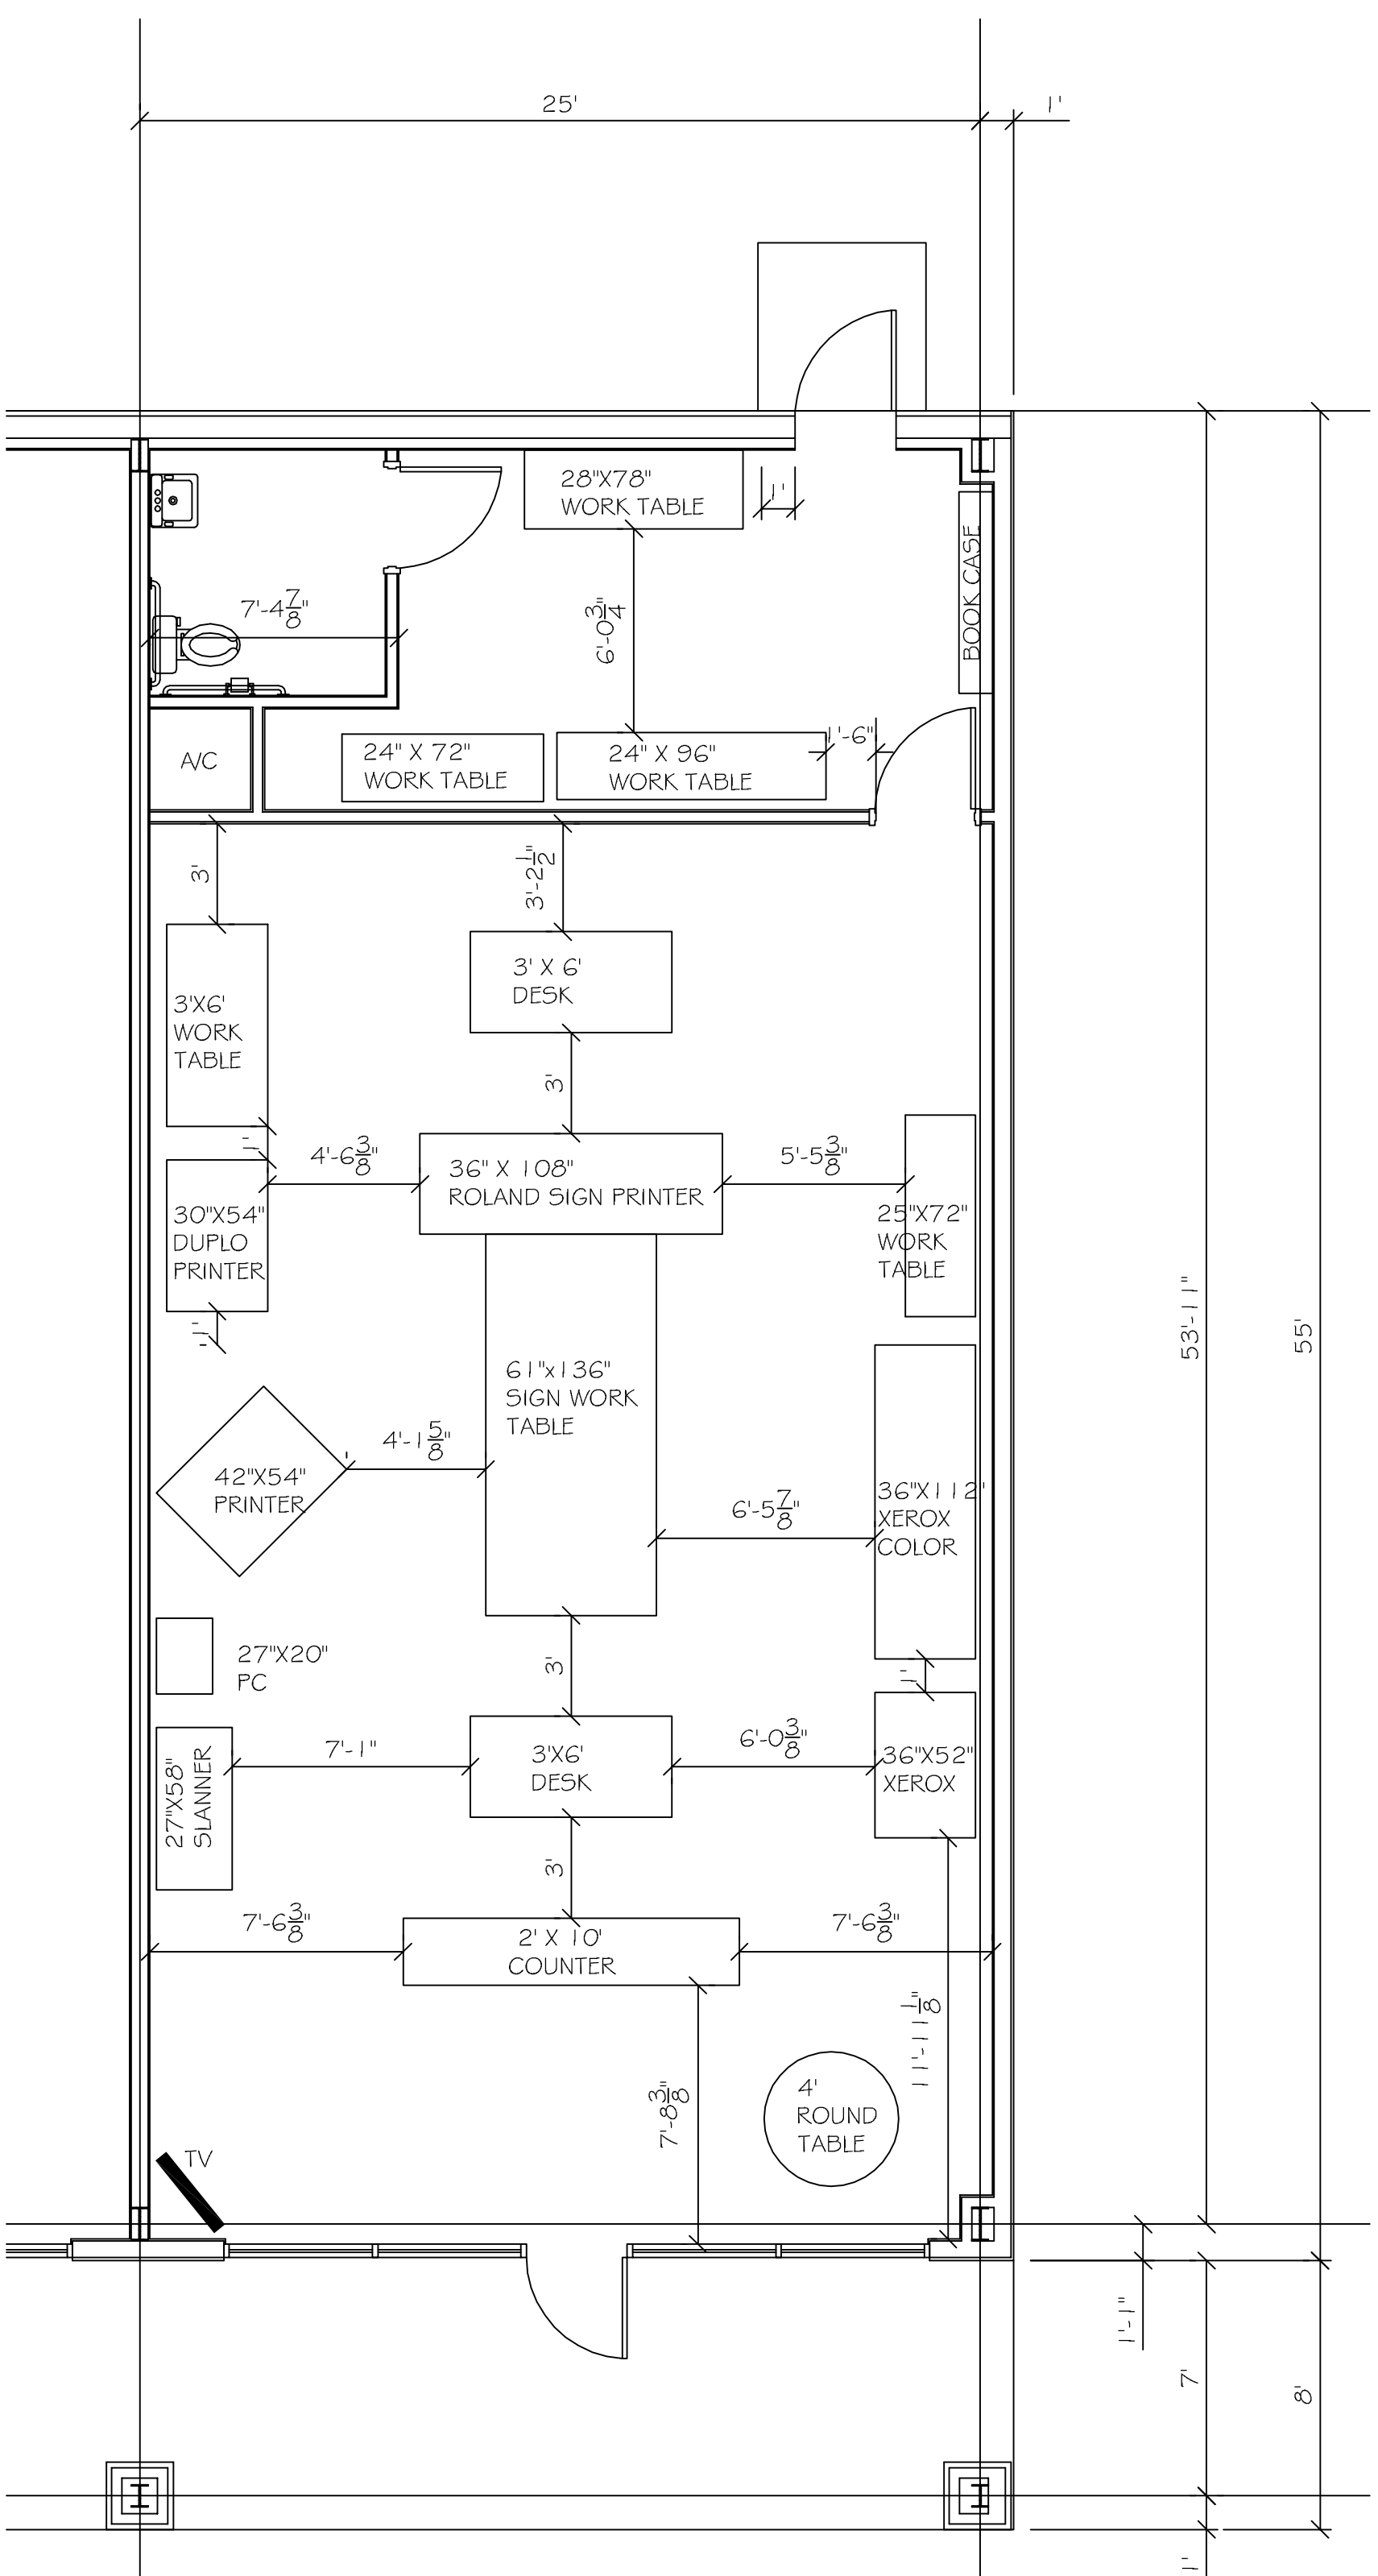 25'
1'
28"X78"
WORK TABLE
1'
BOOK CASE
7'-4 7/8"
6'-0 3/4"
A/C
24" X 72"
WORK TABLE
24" X 96"
WORK TABLE
1'-6"
3'
3'-2 1/2"
3' X 6'
DESK
3'X6'
WORK
TABLE
3'
1'
4'-6 3/8"
36" X 108"
ROLAND SIGN PRINTER
5'-5 3/8"
30"X54"
DUPLO
PRINTER
25"X72"
WORK
TABLE
1'
53'-11"
55'
61"x136"
SIGN WORK
TABLE
4'-1 5/8"
42"X54"
PRINTER
6'-5 7/8"
36"X112"
XEROX
COLOR
27"X20"
PC
3'
1'
27"X58"
SLANNER
7'-1"
3'X6'
DESK
6'-0 3/8"
36"X52"
XEROX
3'
7'-6 3/8"
2' X 10'
COUNTER
7'-6 3/8"
11'-11 1/8"
7'-8 3/8"
4'
ROUND
TABLE
TV
1'-1"
7'
8'
1'